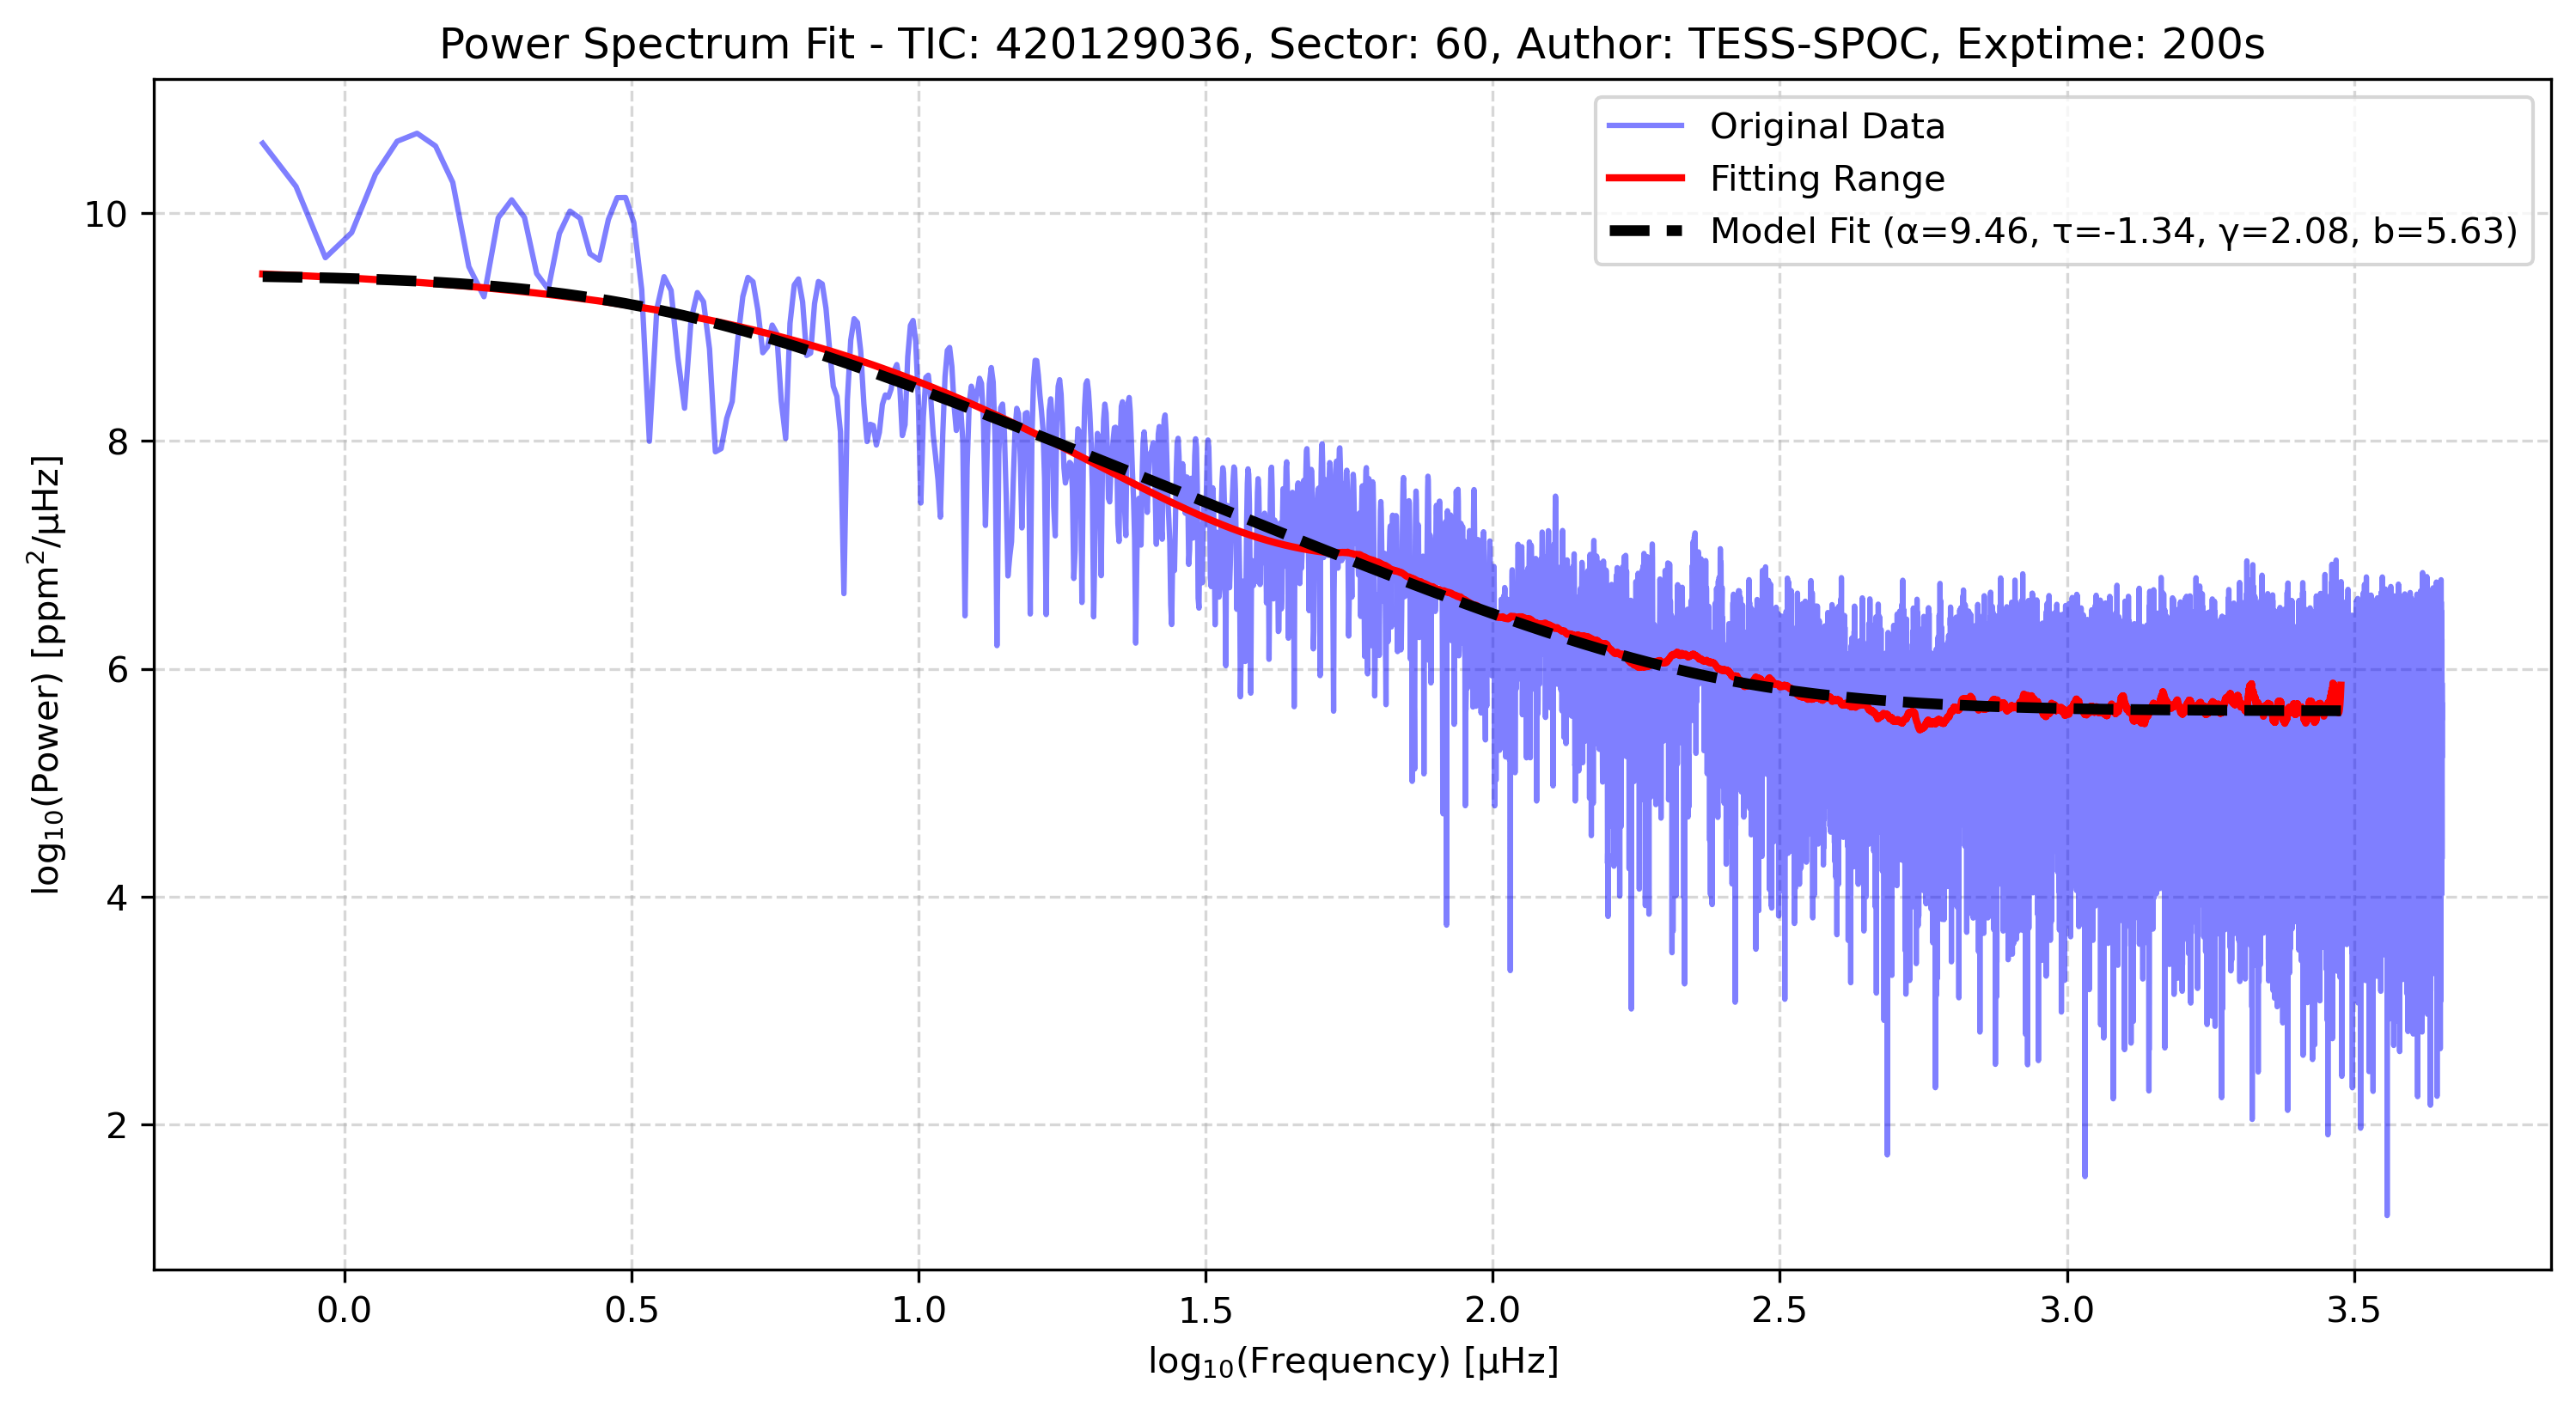 Power Spectrum Fit - TIC: 420129036, Sector: 60, Author: TESS-SPOC, Exptime: 200s
Original Data
Fitting Range
Model Fit (α=9.46, τ=-1.34, γ=2.08, b=5.63)
log₁₀(Power) [ppm²/μHz]
10
8
6
4
2
0.0 0.5 1.0 1.5 2.0 2.5 3.0 3.5
log₁₀(Frequency) [μHz]